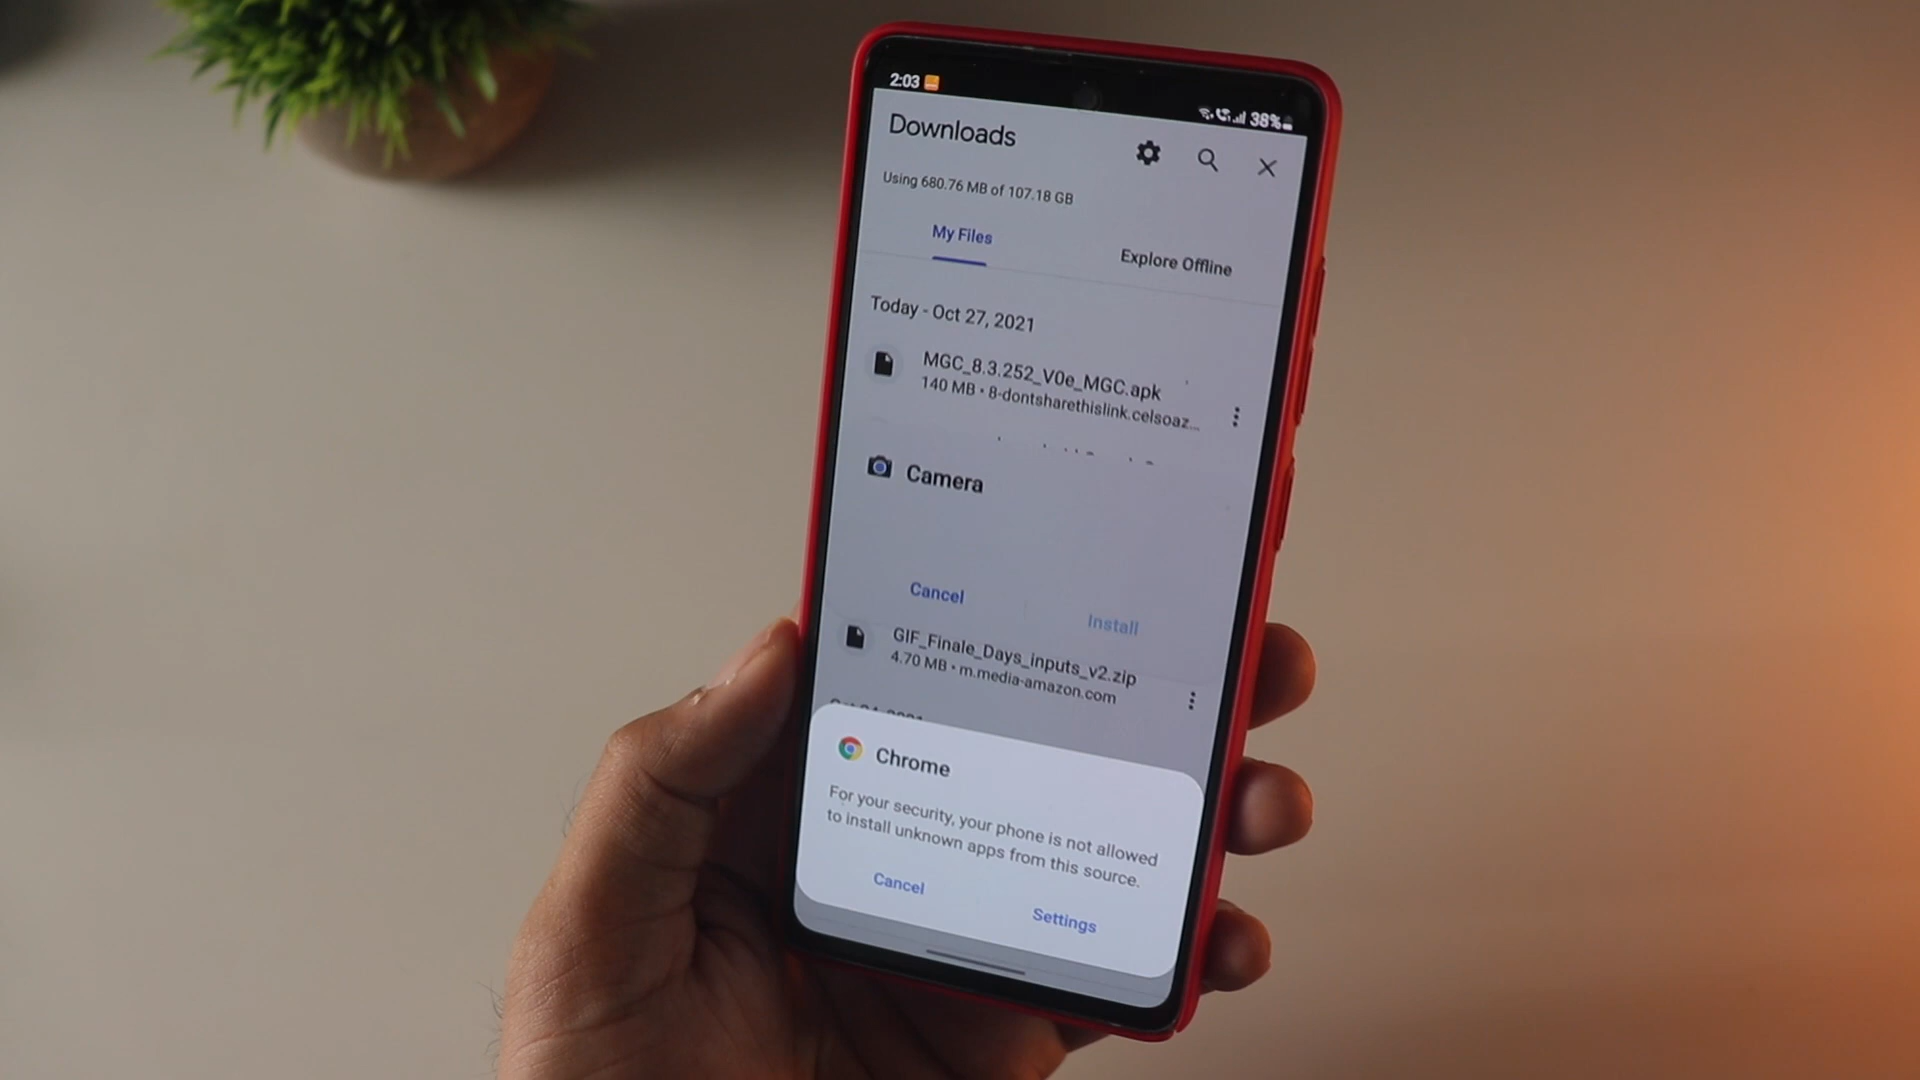 2:03
38%
Downloads
Using 680.76 MB of 107.18 GB
My Files
Explore Offline
Today - Oct 27, 2021
MGC_8.3.252_V0e_MGC.apk
140 MB • 8-dontsharethislink.celsoaz...
Camera
Cancel
Install
GIF_Finale_Days_inputs_v2.zip
4.70 MB • m.media-amazon.com
Chrome
For your security, your phone is not allowed
to install unknown apps from this source.
Cancel
Settings